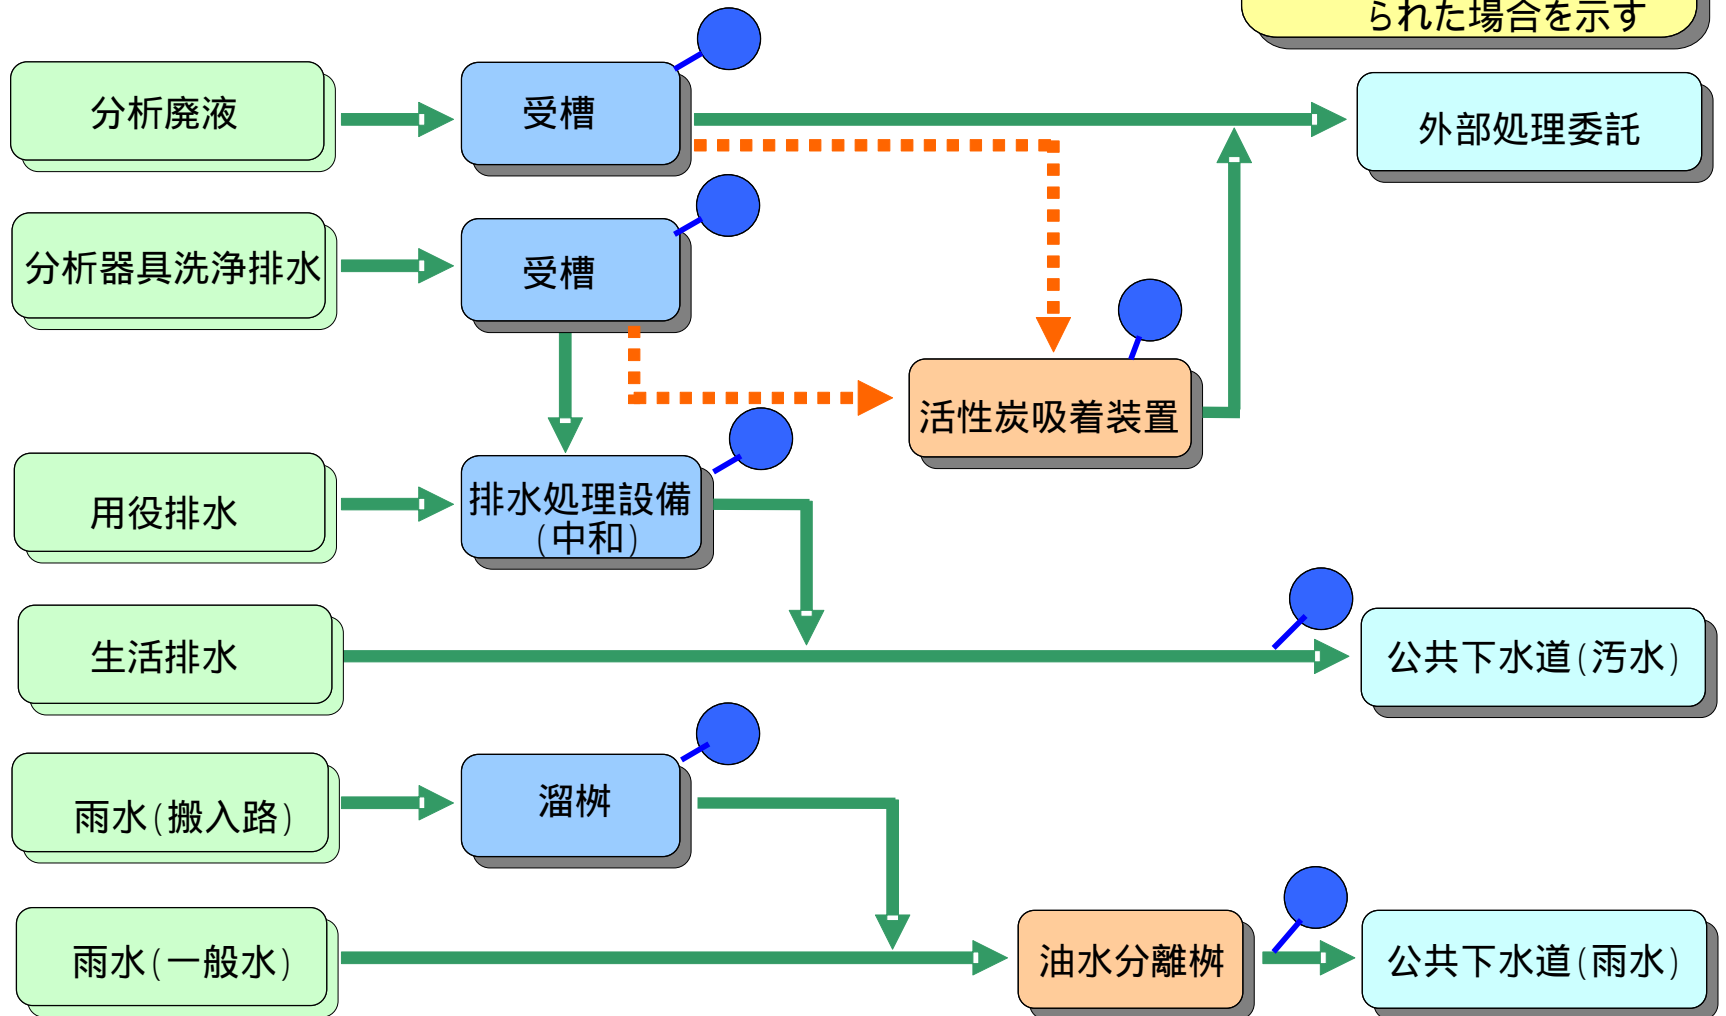 られた場合を示す
分析廃液
受槽
外部処理委託
分析器具洗浄排水
受槽
活性炭吸着装置
用役排水
排水処理設備
(中和)
生活排水
公共下水道(汚水)
雨水(搬入路)
溜桝
雨水(一般水)
油水分離桝
公共下水道(雨水)